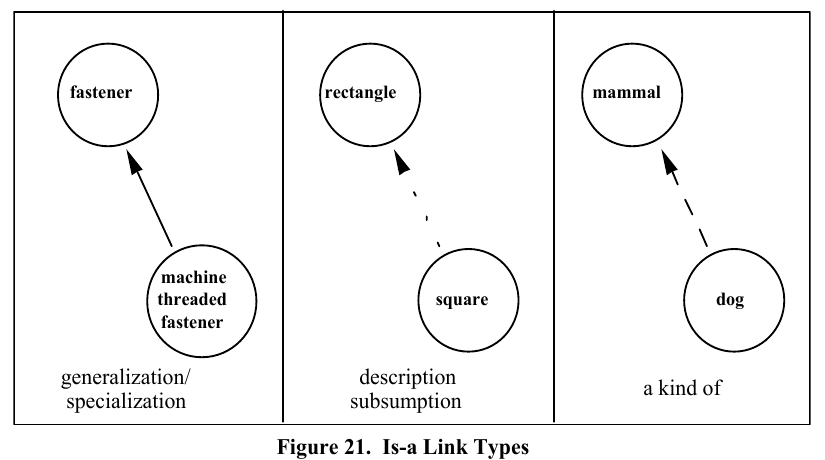 fastener
machine
threaded
fastener
generalization/
specialization
rectangle
square
description
subsumption
mammal
dog
a kind of
Figure 21.  Is-a Link Types